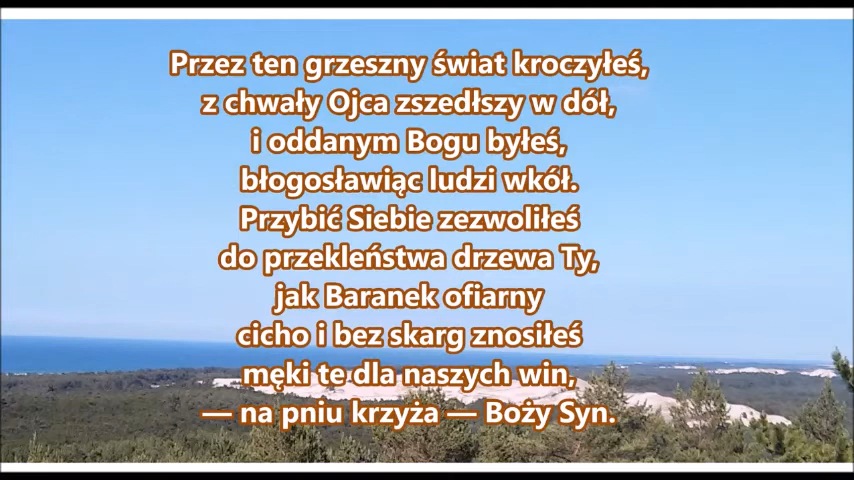 Przez ten grzeszny świat kroczyłeś,
z chwały Ojca zszedłszy w dół,
i oddanym Bogu byłeś,
błogosławiąc ludzi wkół.
Przybić Siebie zezwoliłeś
do przekleństwa drzewa Ty,
jak Baranek ofiarny
cicho i bez skarg znosiłeś
męki te dla naszych win,
— na pniu krzyża — Boży Syn.